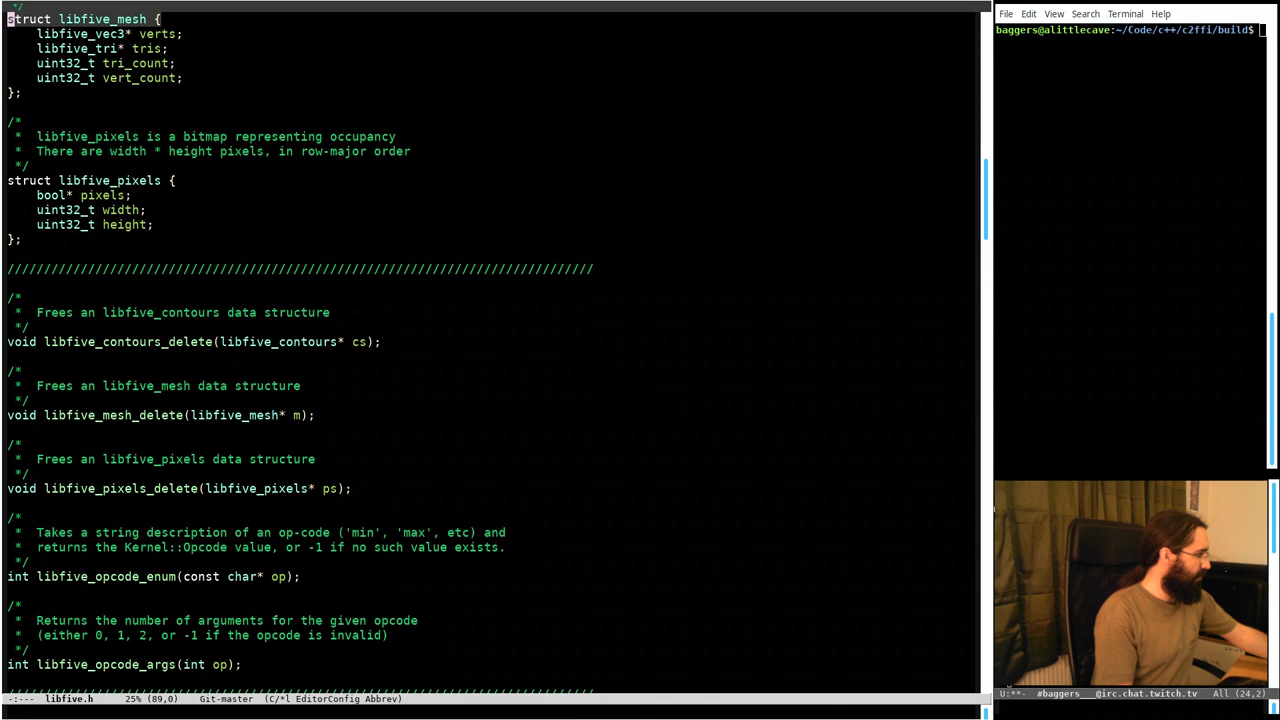 */
struct libfive_mesh {
    libfive_vec3* verts;
    libfive_tri* tris;
    uint32_t tri_count;
    uint32_t vert_count;
};
/*
 *  libfive_pixels is a bitmap representing occupancy
 *  There are width * height pixels, in row-major order
 */
struct libfive_pixels {
    bool* pixels;
    uint32_t width;
    uint32_t height;
};
////////////////////////////////////////////////////////////////////////////////
/*
 *  Frees an libfive_contours data structure
 */
void libfive_contours_delete(libfive_contours* cs);
/*
 *  Frees an libfive_mesh data structure
 */
void libfive_mesh_delete(libfive_mesh* m);
/*
 *  Frees an libfive_pixels data structure
 */
void libfive_pixels_delete(libfive_pixels* ps);
/*
 *  Takes a string description of an op-code ('min', 'max', etc) and
 *  returns the Kernel::Opcode value, or -1 if no such value exists.
 */
int libfive_opcode_enum(const char* op);
/*
 *  Returns the number of arguments for the given opcode
 *  (either 0, 1, 2, or -1 if the opcode is invalid)
 */
int libfive_opcode_args(int op);
////////////////////////////////////////////////////////////////////////////////
-:---  libfive.h      25% (89,0)    Git-master  (C/*l EditorConfig Abbrev)
File Edit View Search Terminal Help
baggers@alittlecave:~/Code/c++/c2ffi/build$
U:**-  #baggers___@irc.chat.twitch.tv   All (24,2)